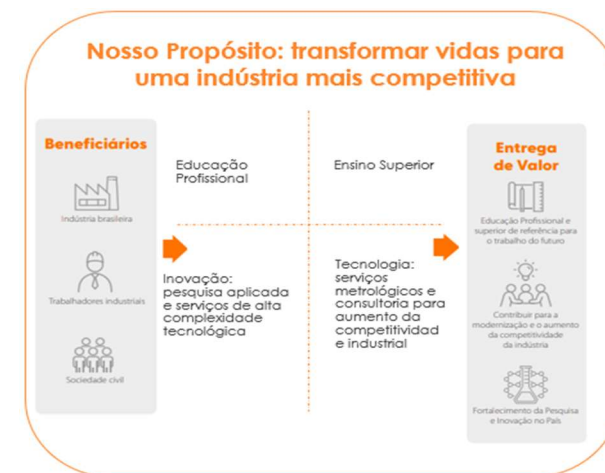 Nosso Propósito: transformar vidas para
uma indústria mais competitiva
Beneficiários
Indústria brasileira
Trabalhadores industriais
Sociedade civil
Educação
Profissional
Ensino Superior
Inovação:
pesquisa aplicada
e serviços de alta
complexidade
tecnológica
Tecnologia:
serviços
metrológicos e
consultoria para
aumento da
competitividad
e industrial
Entrega
de Valor
Educação Profissional e
superior de referência para
o trabalho do futuro
Contribuir para a
modernização e o aumento
da competitividade
da indústria
Fortalecimento da Pesquisa
e Inovação no País